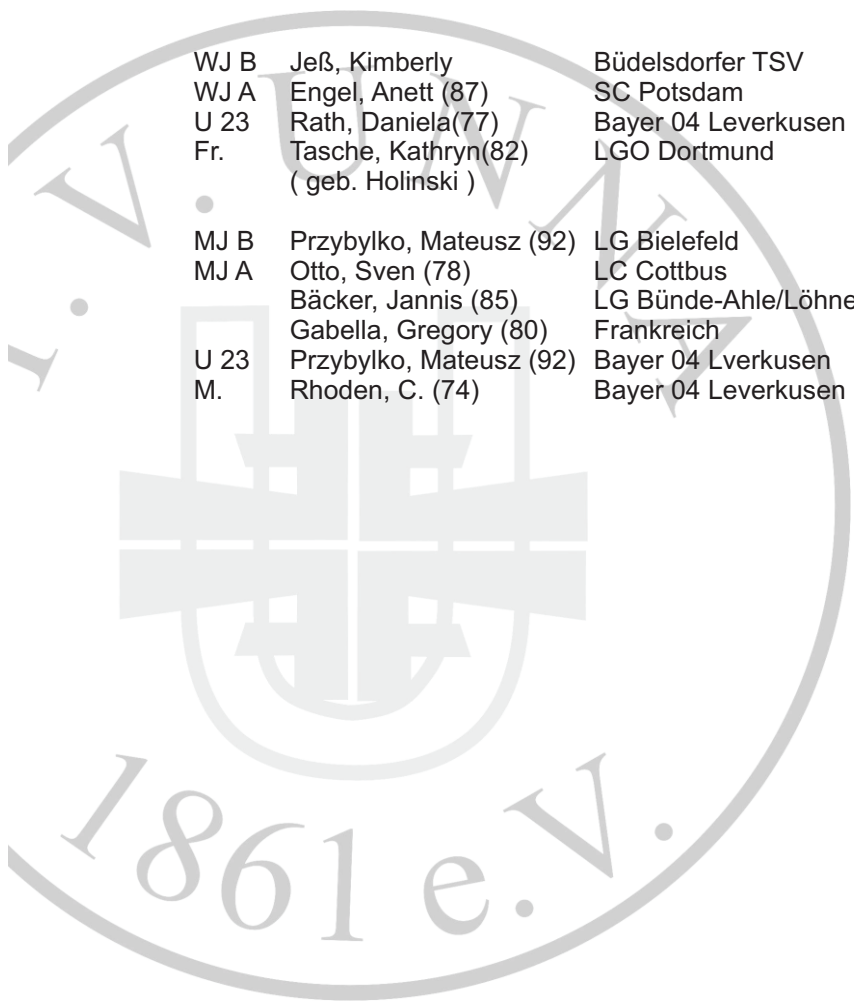 WJ B Jeß, Kimberly Büdelsdorfer TSV
WJ A Engel, Anett (87) SC Potsdam
U 23 Rath, Daniela(77) Bayer 04 Leverkusen
Fr. Tasche, Kathryn(82) LGO Dortmund
( geb. Holinski )
MJ B Przybylko, Mateusz (92) LG Bielefeld
MJ A Otto, Sven (78) LC Cottbus
Bäcker, Jannis (85) LG Bünde-Ahle/Löhne
Gabella, Gregory (80) Frankreich
U 23 Przybylko, Mateusz (92) Bayer 04 Lverkusen
M. Rhoden, C. (74) Bayer 04 Leverkusen
. V. UNNA
1861 e.V.